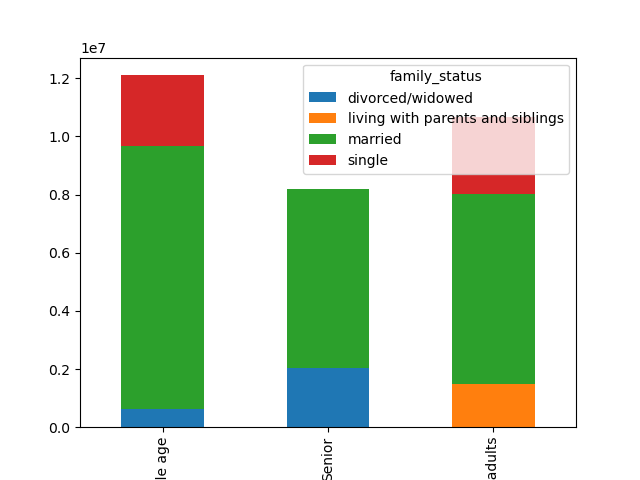 1e7
family_status
divorced/widowed
living with parents and siblings
married
single
1.2
1.0
0.8
0.6
0.4
0.2
0.0
le age
Senior
adults